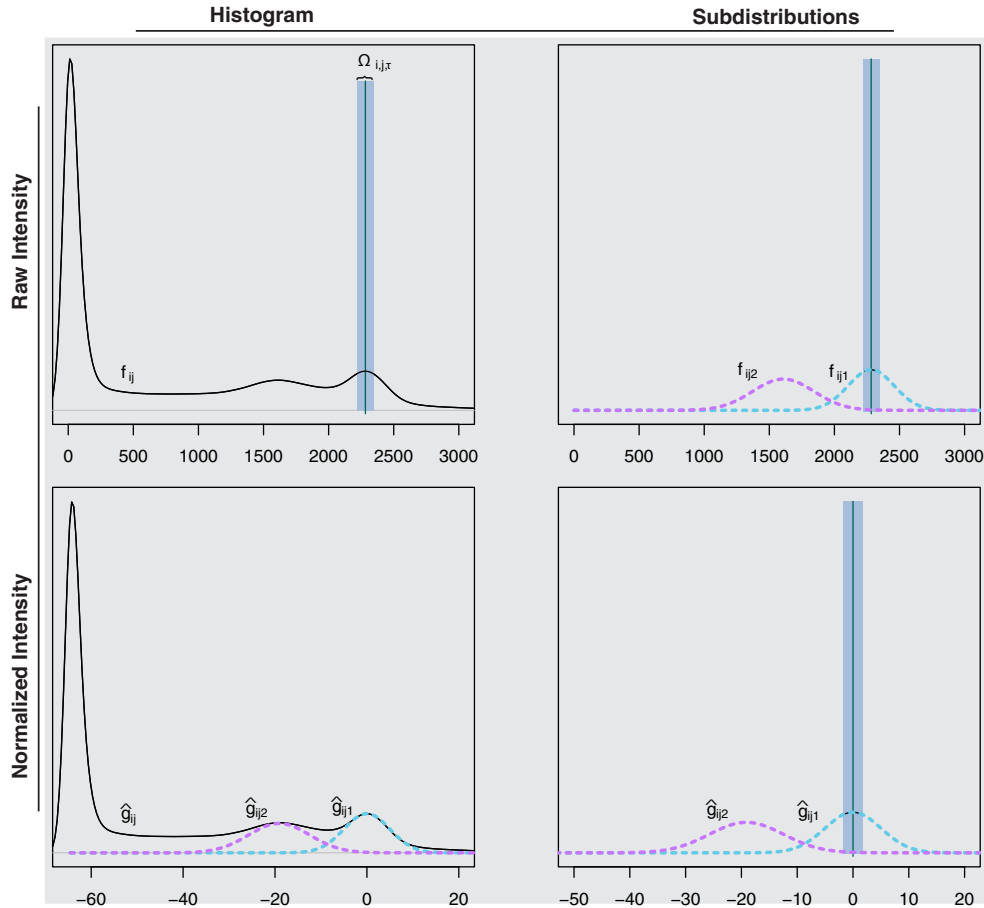 Histogram
Subdistributions
Raw Intensity
Ω i,j,τ
f ij
0 500 1000 1500 2000 2500 3000
f ij2
f ij1
0 500 1000 1500 2000 2500 3000
Normalized Intensity
ĝij
ĝij2
ĝij1
−60 −40 −20 0 20
ĝij2
ĝij1
−50 −40 −30 −20 −10 0 10 20